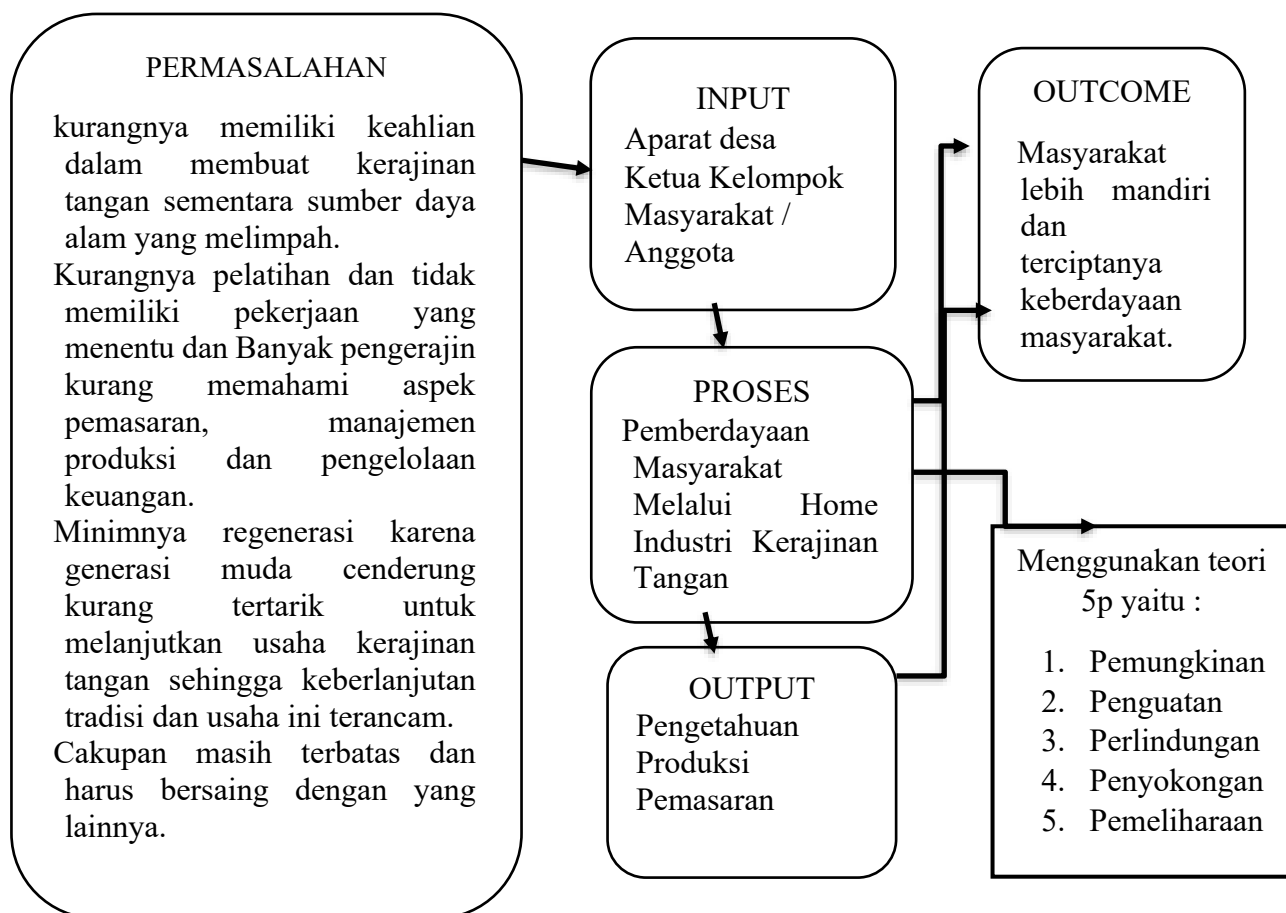 PERMASALAHAN
kurangnya memiliki keahlian
dalam membuat kerajinan
tangan sementara sumber daya
alam yang melimpah.
Kurangnya pelatihan dan tidak
memiliki pekerjaan yang
menentu dan Banyak pengerajin
kurang memahami aspek
pemasaran, manajemen
produksi dan pengelolaan
keuangan.
Minimnya regenerasi karena
generasi muda cenderung
kurang tertarik untuk
melanjutkan usaha kerajinan
tangan sehingga keberlanjutan
tradisi dan usaha ini terancam.
Cakupan masih terbatas dan
harus bersaing dengan yang
lainnya.
INPUT
Aparat desa
Ketua Kelompok
Masyarakat /
Anggota
PROSES
Pemberdayaan
Masyarakat
Melalui Home
Industri Kerajinan
Tangan
OUTPUT
Pengetahuan
Produksi
Pemasaran
OUTCOME
Masyarakat
lebih mandiri
dan
terciptanya
keberdayaan
masyarakat.
Menggunakan teori
5p yaitu :
1. Pemungkinan
2. Penguatan
3. Perlindungan
4. Penyokongan
5. Pemeliharaan